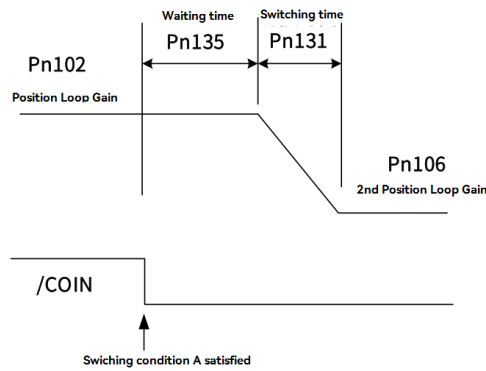 Waiting time
Switching time
Pn135
Pn131
Pn102
Position Loop Gain
Pn106
2nd Position Loop Gain
/COIN
Swiching condition A satisfied